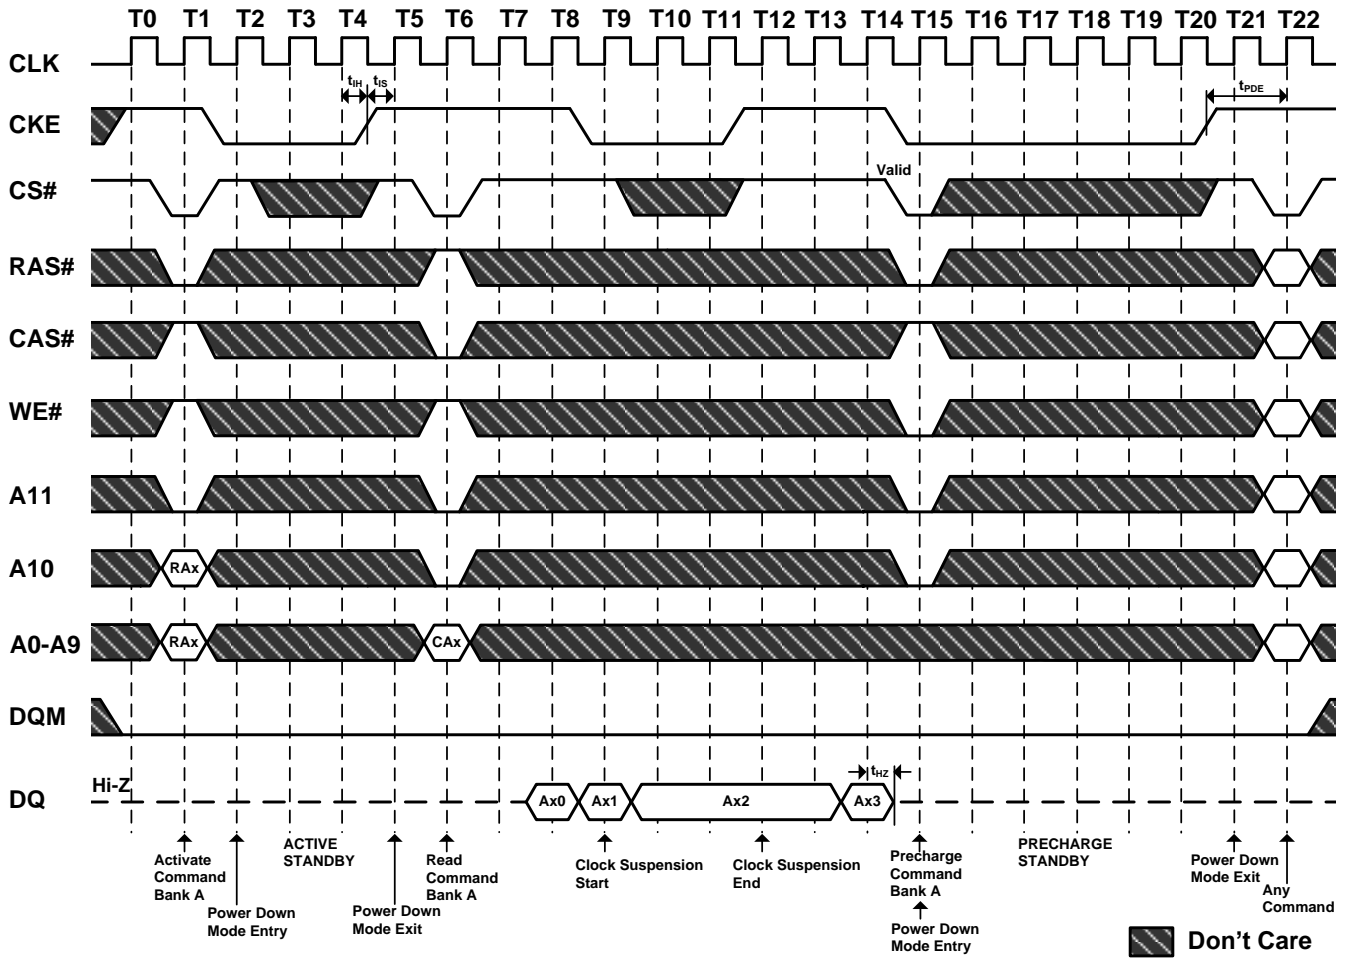 T0 T1 T2 T3 T4 T5 T6 T7 T8 T9 T10 T11 T12 T13 T14 T15 T16 T17 T18 T19 T20 T21 T22
CLK
tIH tIS tPDE
CKE
Valid
CS#
RAS#
CAS#
WE#
A11
A10 RAx
A0-A9 RAx CAx
DQM
Hi-Z tHZ
DQ Ax0 Ax1 Ax2 Ax3
Activate
Command
Bank A
Power Down
Mode Entry
ACTIVE
STANDBY
Power Down
Mode Exit
Read
Command
Bank A
Clock Suspension
Start
Clock Suspension
End
Precharge
Command
Bank A
Power Down
Mode Entry
PRECHARGE
STANDBY
Power Down
Mode Exit
Any
Command
Don't Care